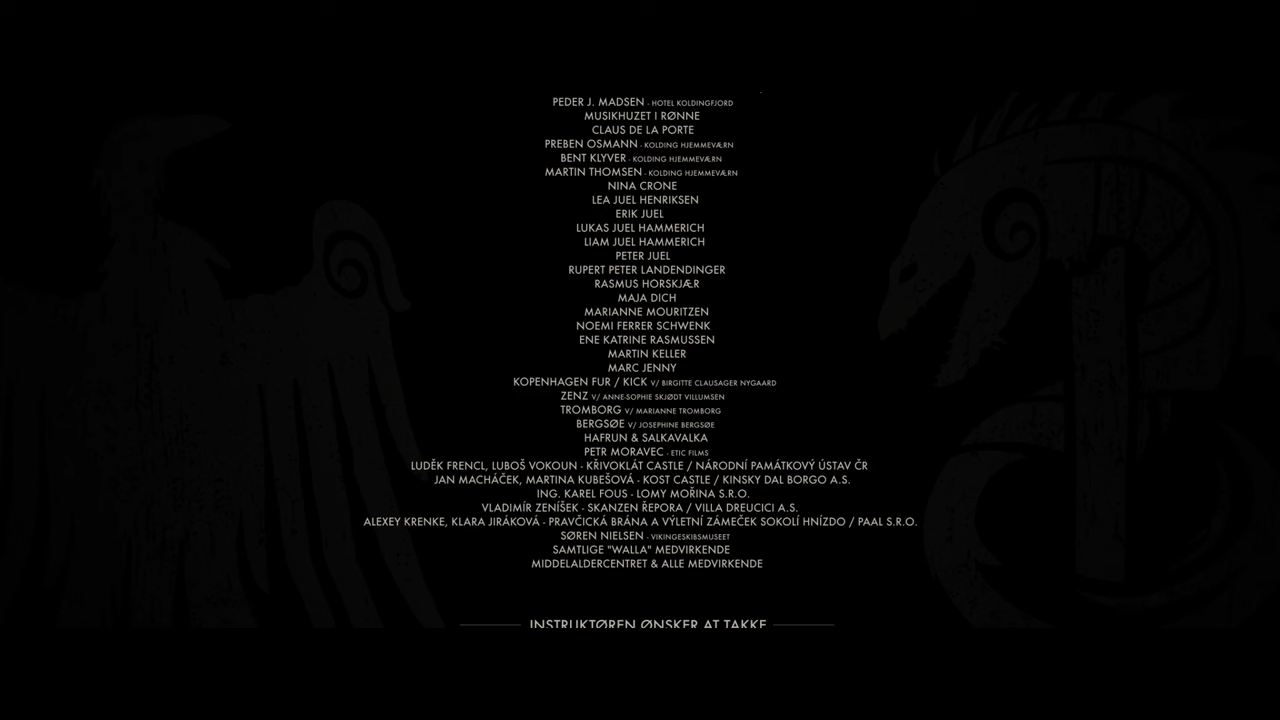 PEDER J. MADSEN - HOTEL KOLDINGFJORD
MUSIKHUZET I RØNNE
CLAUS DE LA PORTE
PREBEN OSMANN - KOLDING HJEMMEVÆRN
BENT KLYVER - KOLDING HJEMMEVÆRN
MARTIN THOMSEN - KOLDING HJEMMEVÆRN
NINA CRONE
LEA JUEL HENRIKSEN
ERIK JUEL
LUKAS JUEL HAMMERICH
LIAM JUEL HAMMERICH
PETER JUEL
RUPERT PETER LANDENDINGER
RASMUS HORSKJÆR
MAJA DICH
MARIANNE MOURITZEN
NOEMI FERRER SCHWENK
ENE KATRINE RASMUSSEN
MARTIN KELLER
MARC JENNY
KOPENHAGEN FUR / KICK V/ BIRGITTE CLAUSAGER NYGAARD
ZENZ V/ ANNE-SOPHIE SKJØDT VILLUMSEN
TROMBORG V/ MARIANNE TROMBORG
BERGSØE V/ JOSEPHINE BERGSØE
HAFRUN & SALKAVALKA
PETR MORAVEC - ETIC FILMS
LUDĚK FRENCL, LUBOŠ VOKOUN - KŘIVOKLÁT CASTLE / NÁRODNÍ PAMÁTKOVÝ ÚSTAV ČR
JAN MACHÁČEK, MARTINA KUBEŠOVÁ - KOST CASTLE / KINSKY DAL BORGO A.S.
ING. KAREL FOUS - LOMY MOŘINA S.R.O.
VLADIMÍR ZENÍŠEK - SKANZEN ŘEPORA / VILLA DREUCICI A.S.
ALEXEY KRENKE, KLARA JIRÁKOVÁ - PRAVČICKÁ BRÁNA A VÝLETNÍ ZÁMEČEK SOKOLÍ HNÍZDO / PAAL S.R.O.
SØREN NIELSEN - VIKINGESKIBSMUSEET
SAMTLIGE "WALLA" MEDVIRKENDE
MIDDELALDERCENTRET & ALLE MEDVIRKENDE
INSTRUKTØREN ØNSKER AT TAKKE